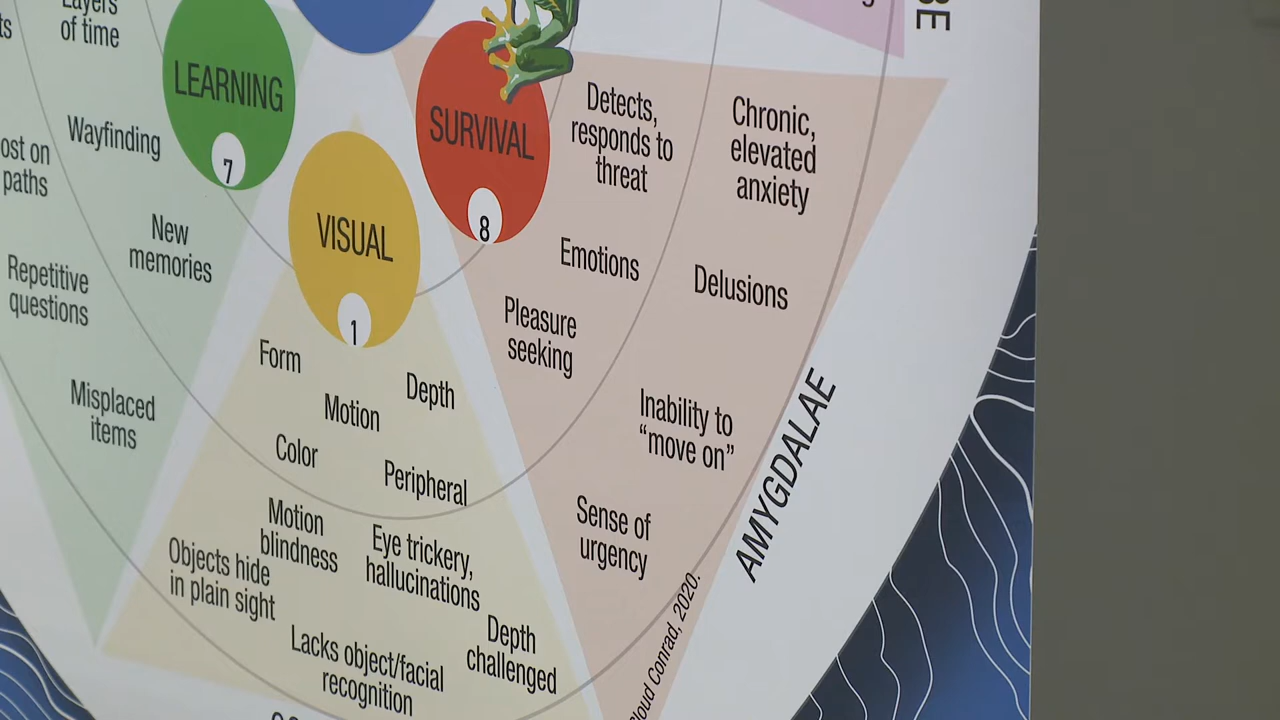 Layers
of time
LEARNING
7
Wayfinding
ost on
paths
New
memories
Repetitive
questions
Misplaced
items
VISUAL
1
Form
Depth
Motion
Color
Peripheral
Motion
blindness
Eye trickery,
hallucinations
Objects hide
in plain sight
Depth
challenged
Lacks object/facial
recognition
SURVIVAL
8
Detects,
responds to
threat
Chronic,
elevated
anxiety
Emotions
Delusions
Pleasure
seeking
Inability to
“move on”
Sense of
urgency
AMYGDALAE
Cloud Conrad, 2020.